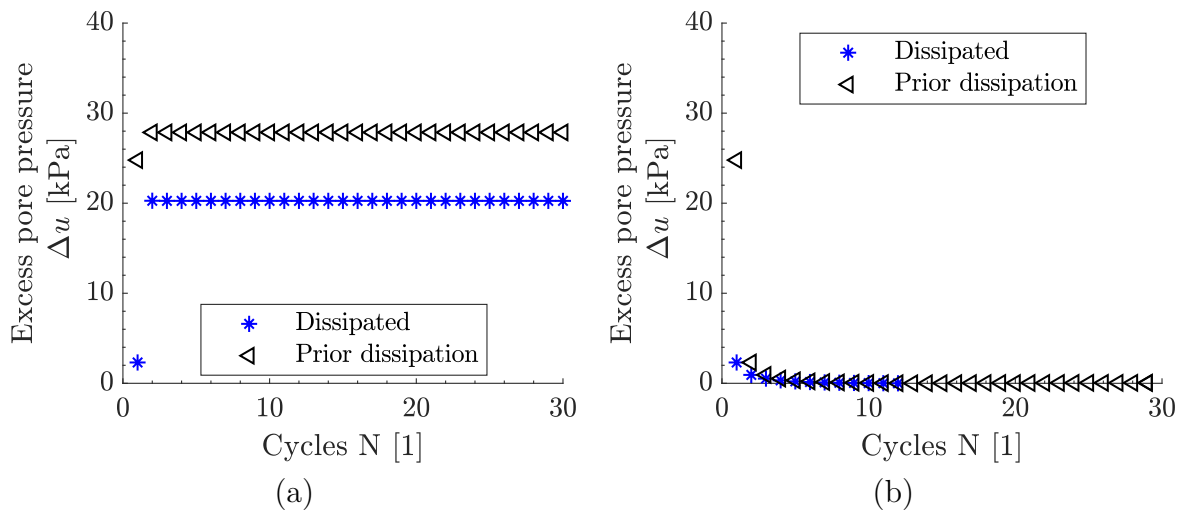 40
30
20
10
0
Excess pore pressure
Δu [kPa]
Dissipated
Prior dissipation
0 10 20 30
Cycles N [1]
(a)
40
30
20
10
0
Excess pore pressure
Δu [kPa]
Dissipated
Prior dissipation
0 10 20 30
Cycles N [1]
(b)